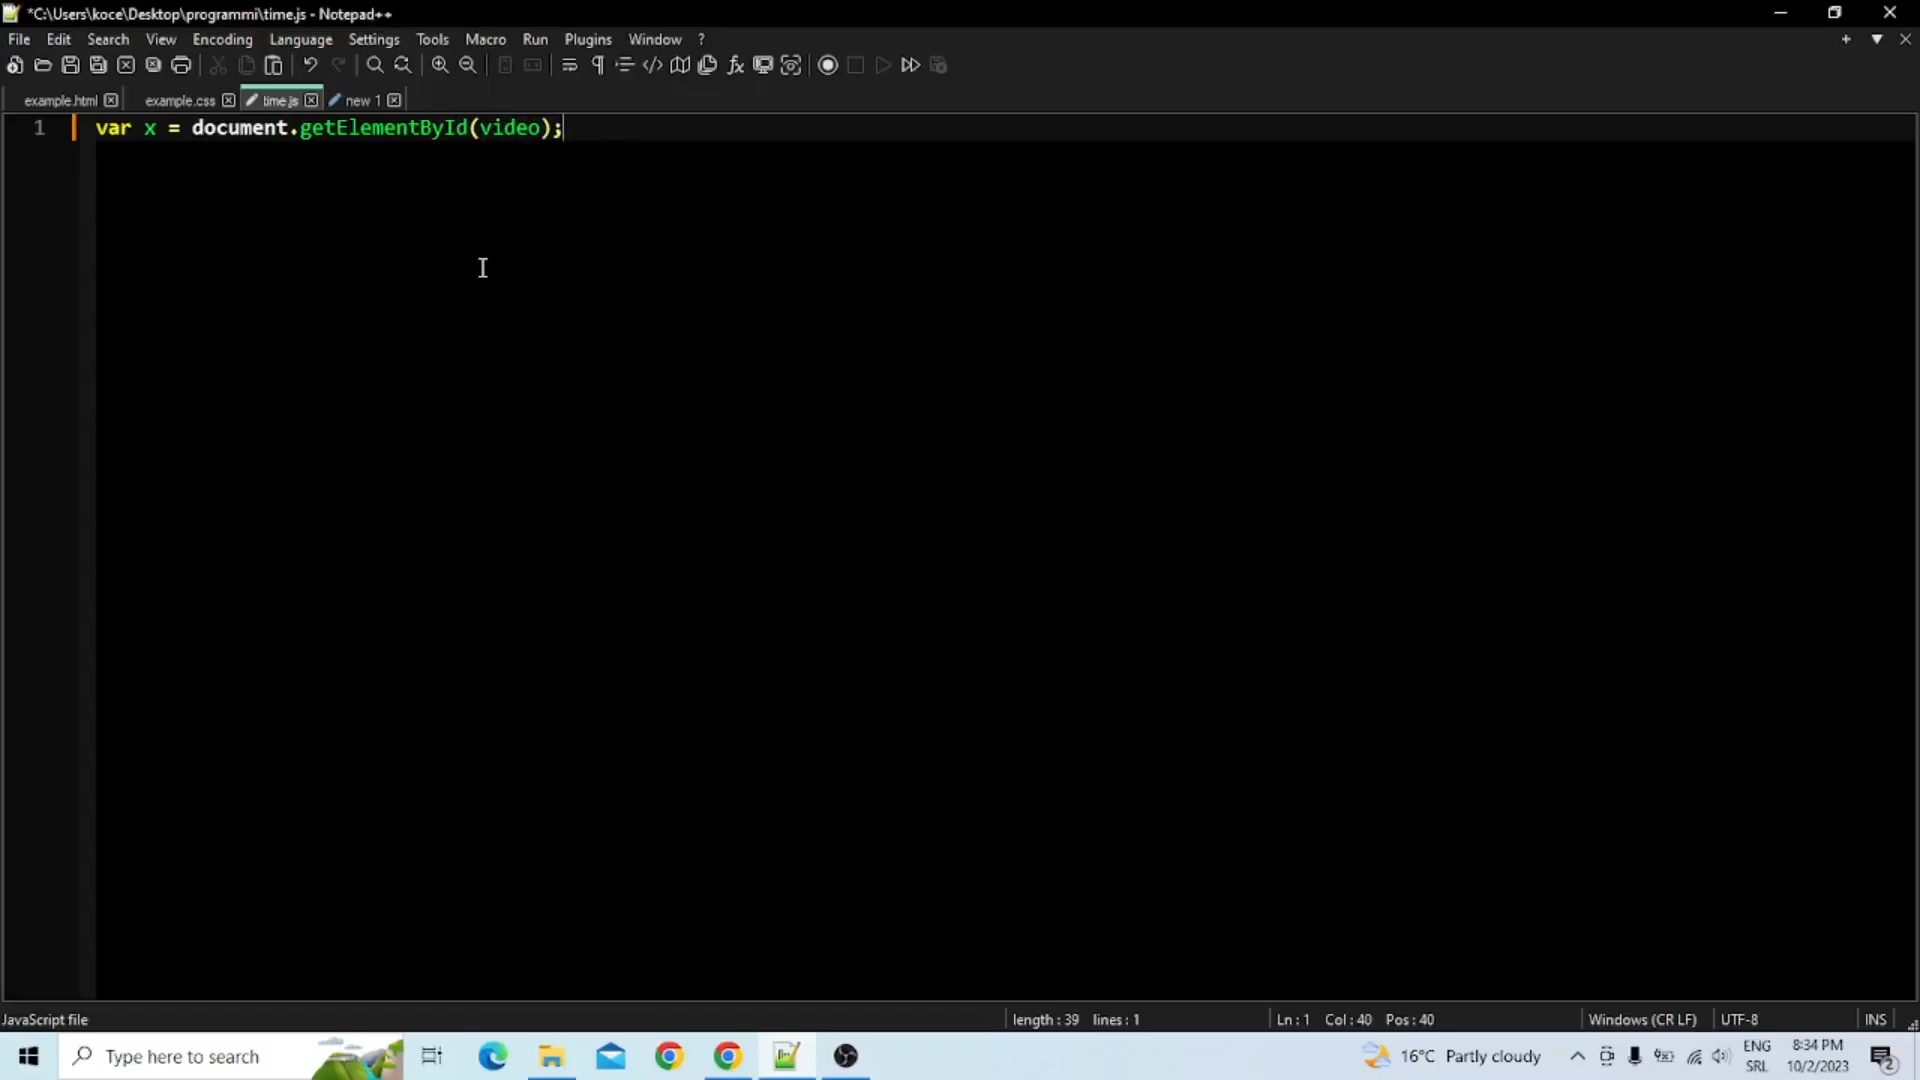 *C:\Users\koce\Desktop\programmi\time.js - Notepad++
File Edit Search View Encoding Language Settings Tools Macro Run Plugins Window ?
example.html example.css time.js new 1
1 var x = document.getElementById(video);
JavaScript file length : 39 lines : 1 Ln : 1 Col : 40 Pos : 40 Windows (CR LF) UTF-8 INS
Type here to search 16°C Partly cloudy ENG 8:34 PM
SRL 10/2/2023 2